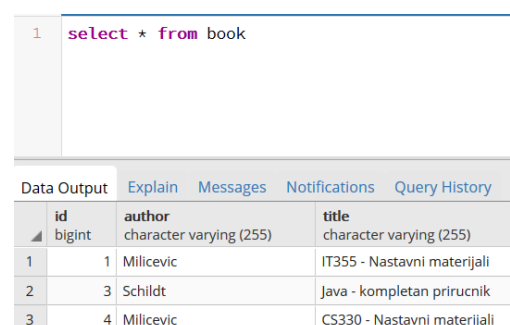 1 select * from book
Data Output Explain Messages Notifications Query History
id author title
bigint character varying (255) character varying (255)
1 1 Milicevic IT355 - Nastavni materijali
2 3 Schildt Java - kompletan prirucnik
3 4 Milicevic CS330 - Nastavni materijali